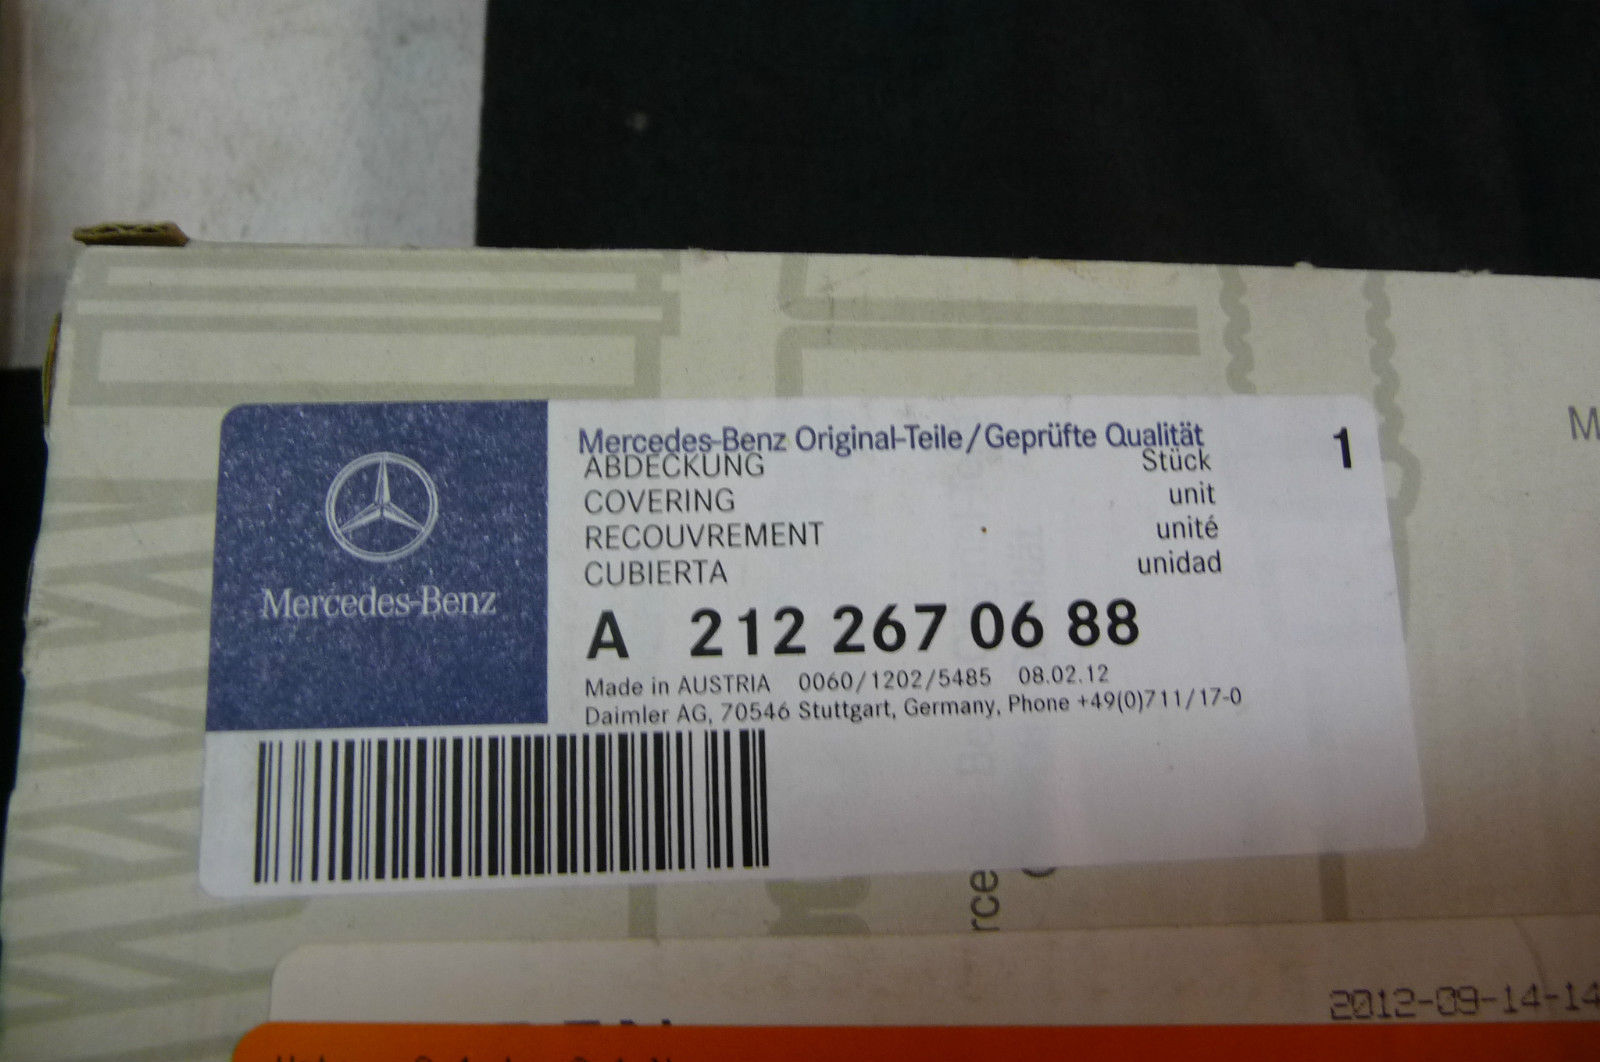 Mercedes-Benz
Mercedes-Benz Original-Teile/Geprüfte Qualität 1
ABDECKUNG Stück
COVERING unit
RECOUVREMENT unité
CUBIERTA unidad
A 212 267 06 88
Made in AUSTRIA 0060/1202/5485 08.02.12
Daimler AG, 70546 Stuttgart, Germany, Phone +49(0)711/17-0
M
rce
2012-09-14-14